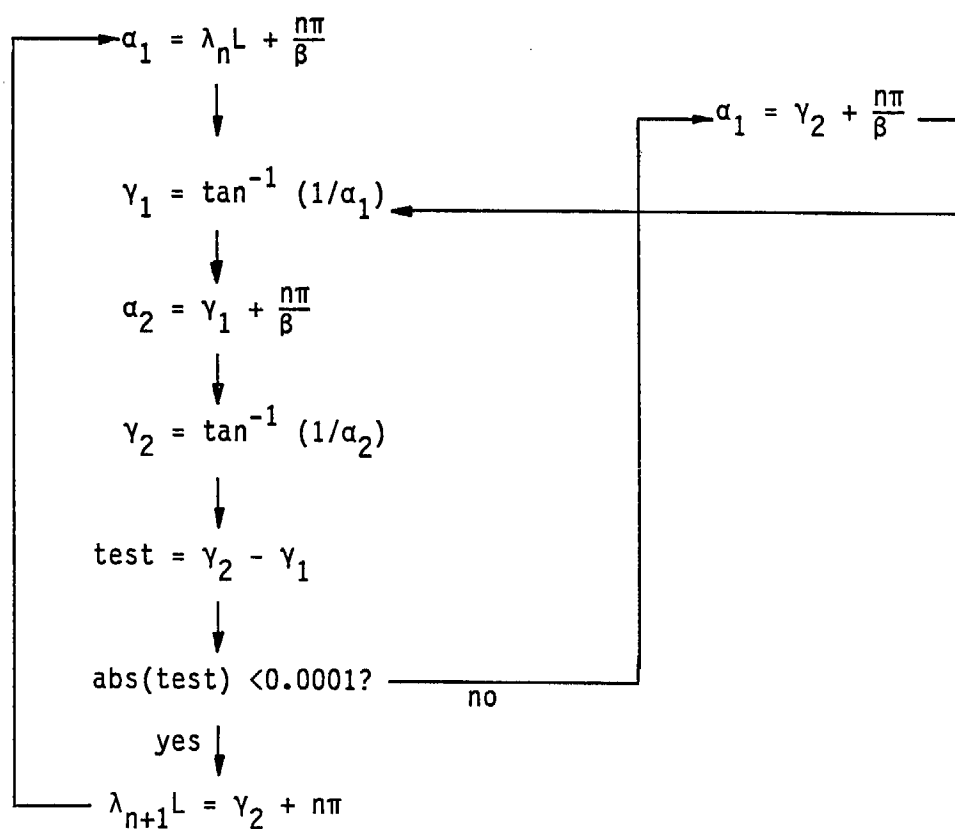 α₁ = λₙL + nπ/β
α₁ = γ₂ + nπ/β
γ₁ = tan⁻¹ (1/α₁)
α₂ = γ₁ + nπ/β
γ₂ = tan⁻¹ (1/α₂)
test = γ₂ - γ₁
abs(test) <0.0001?
no
yes
λₙ₊₁L = γ₂ + nπ